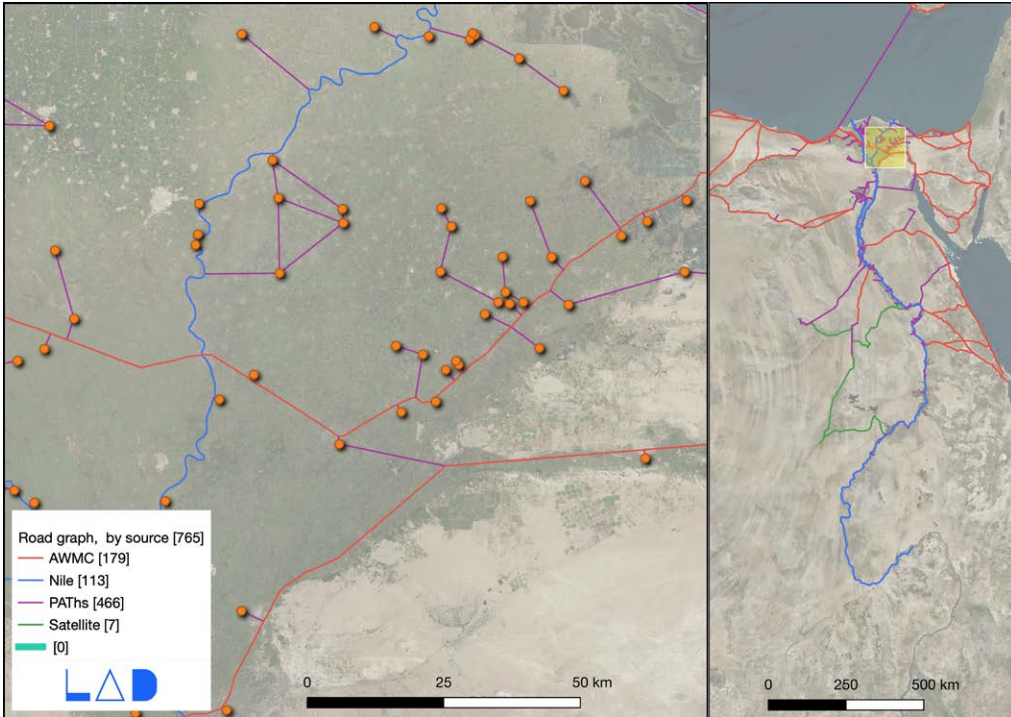 Road graph, by source [765]
AWMC [179]
Nile [113]
PAThs [466]
Satellite [7]
[0]
LAD
0 25 50 km
0 250 500 km